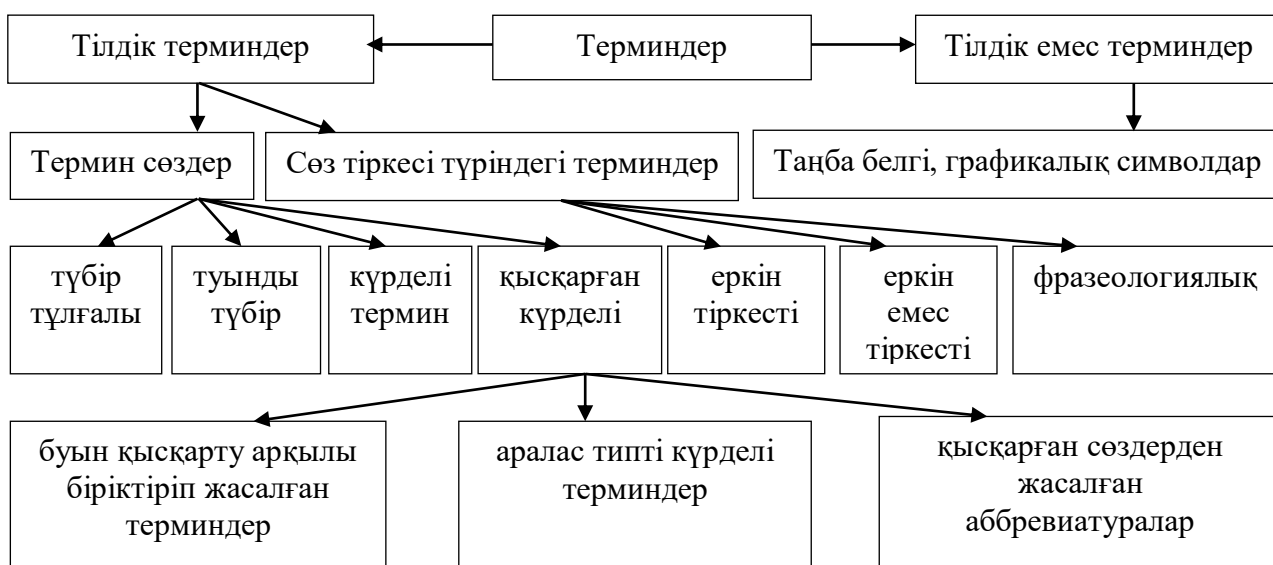 Тілдік терминдер
Терминдер
Тілдік емес терминдер
Термин сөздер
Сөз тіркесі түріндегі терминдер
Таңба белгі, графикалық символдар
түбір
тұлғалы
туынды
түбір
күрделі
термин
қысқарған
күрделі
еркін
тіркесті
еркін
емес
тіркесті
фразеологиялық
буын қысқарту арқылы
біріктіріп жасалған
терминдер
аралас типті күрделі
терминдер
қысқарған сөздерден
жасалған
аббревиатуралар